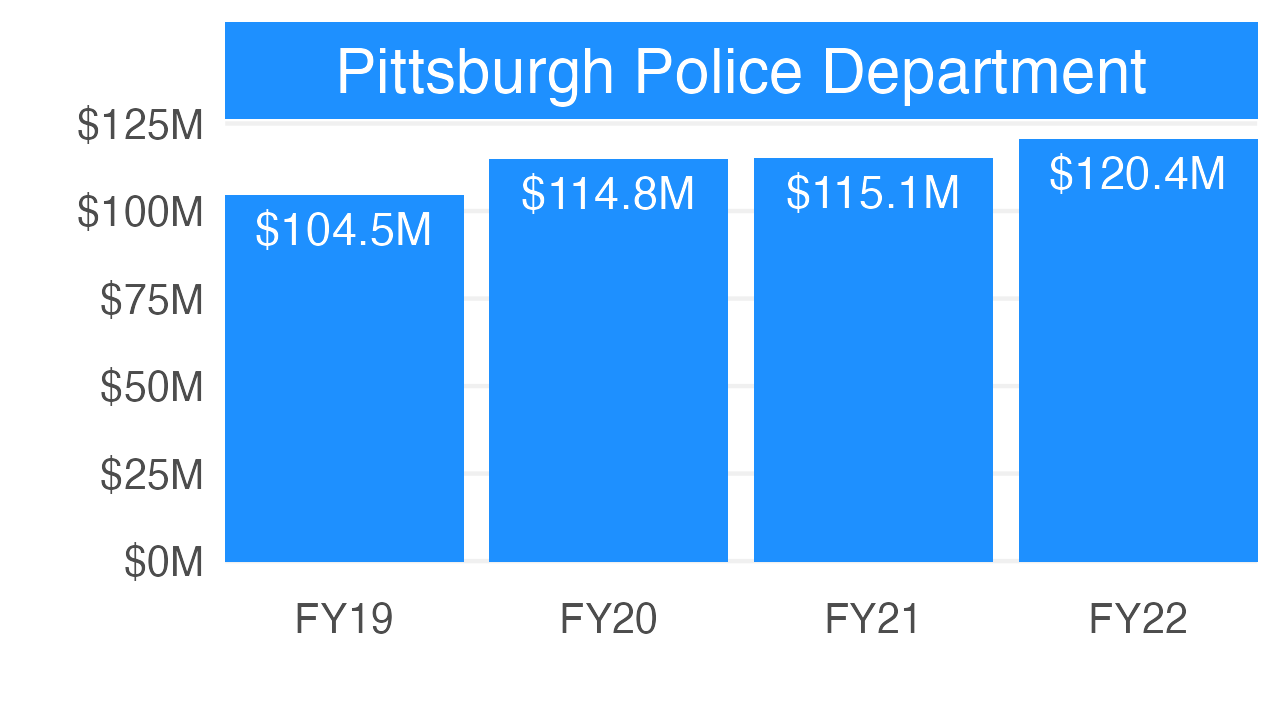 Pittsburgh Police Department
$125M
$100M
$75M
$50M
$25M
$0M
$104.5M
$114.8M
$115.1M
$120.4M
FY19
FY20
FY21
FY22